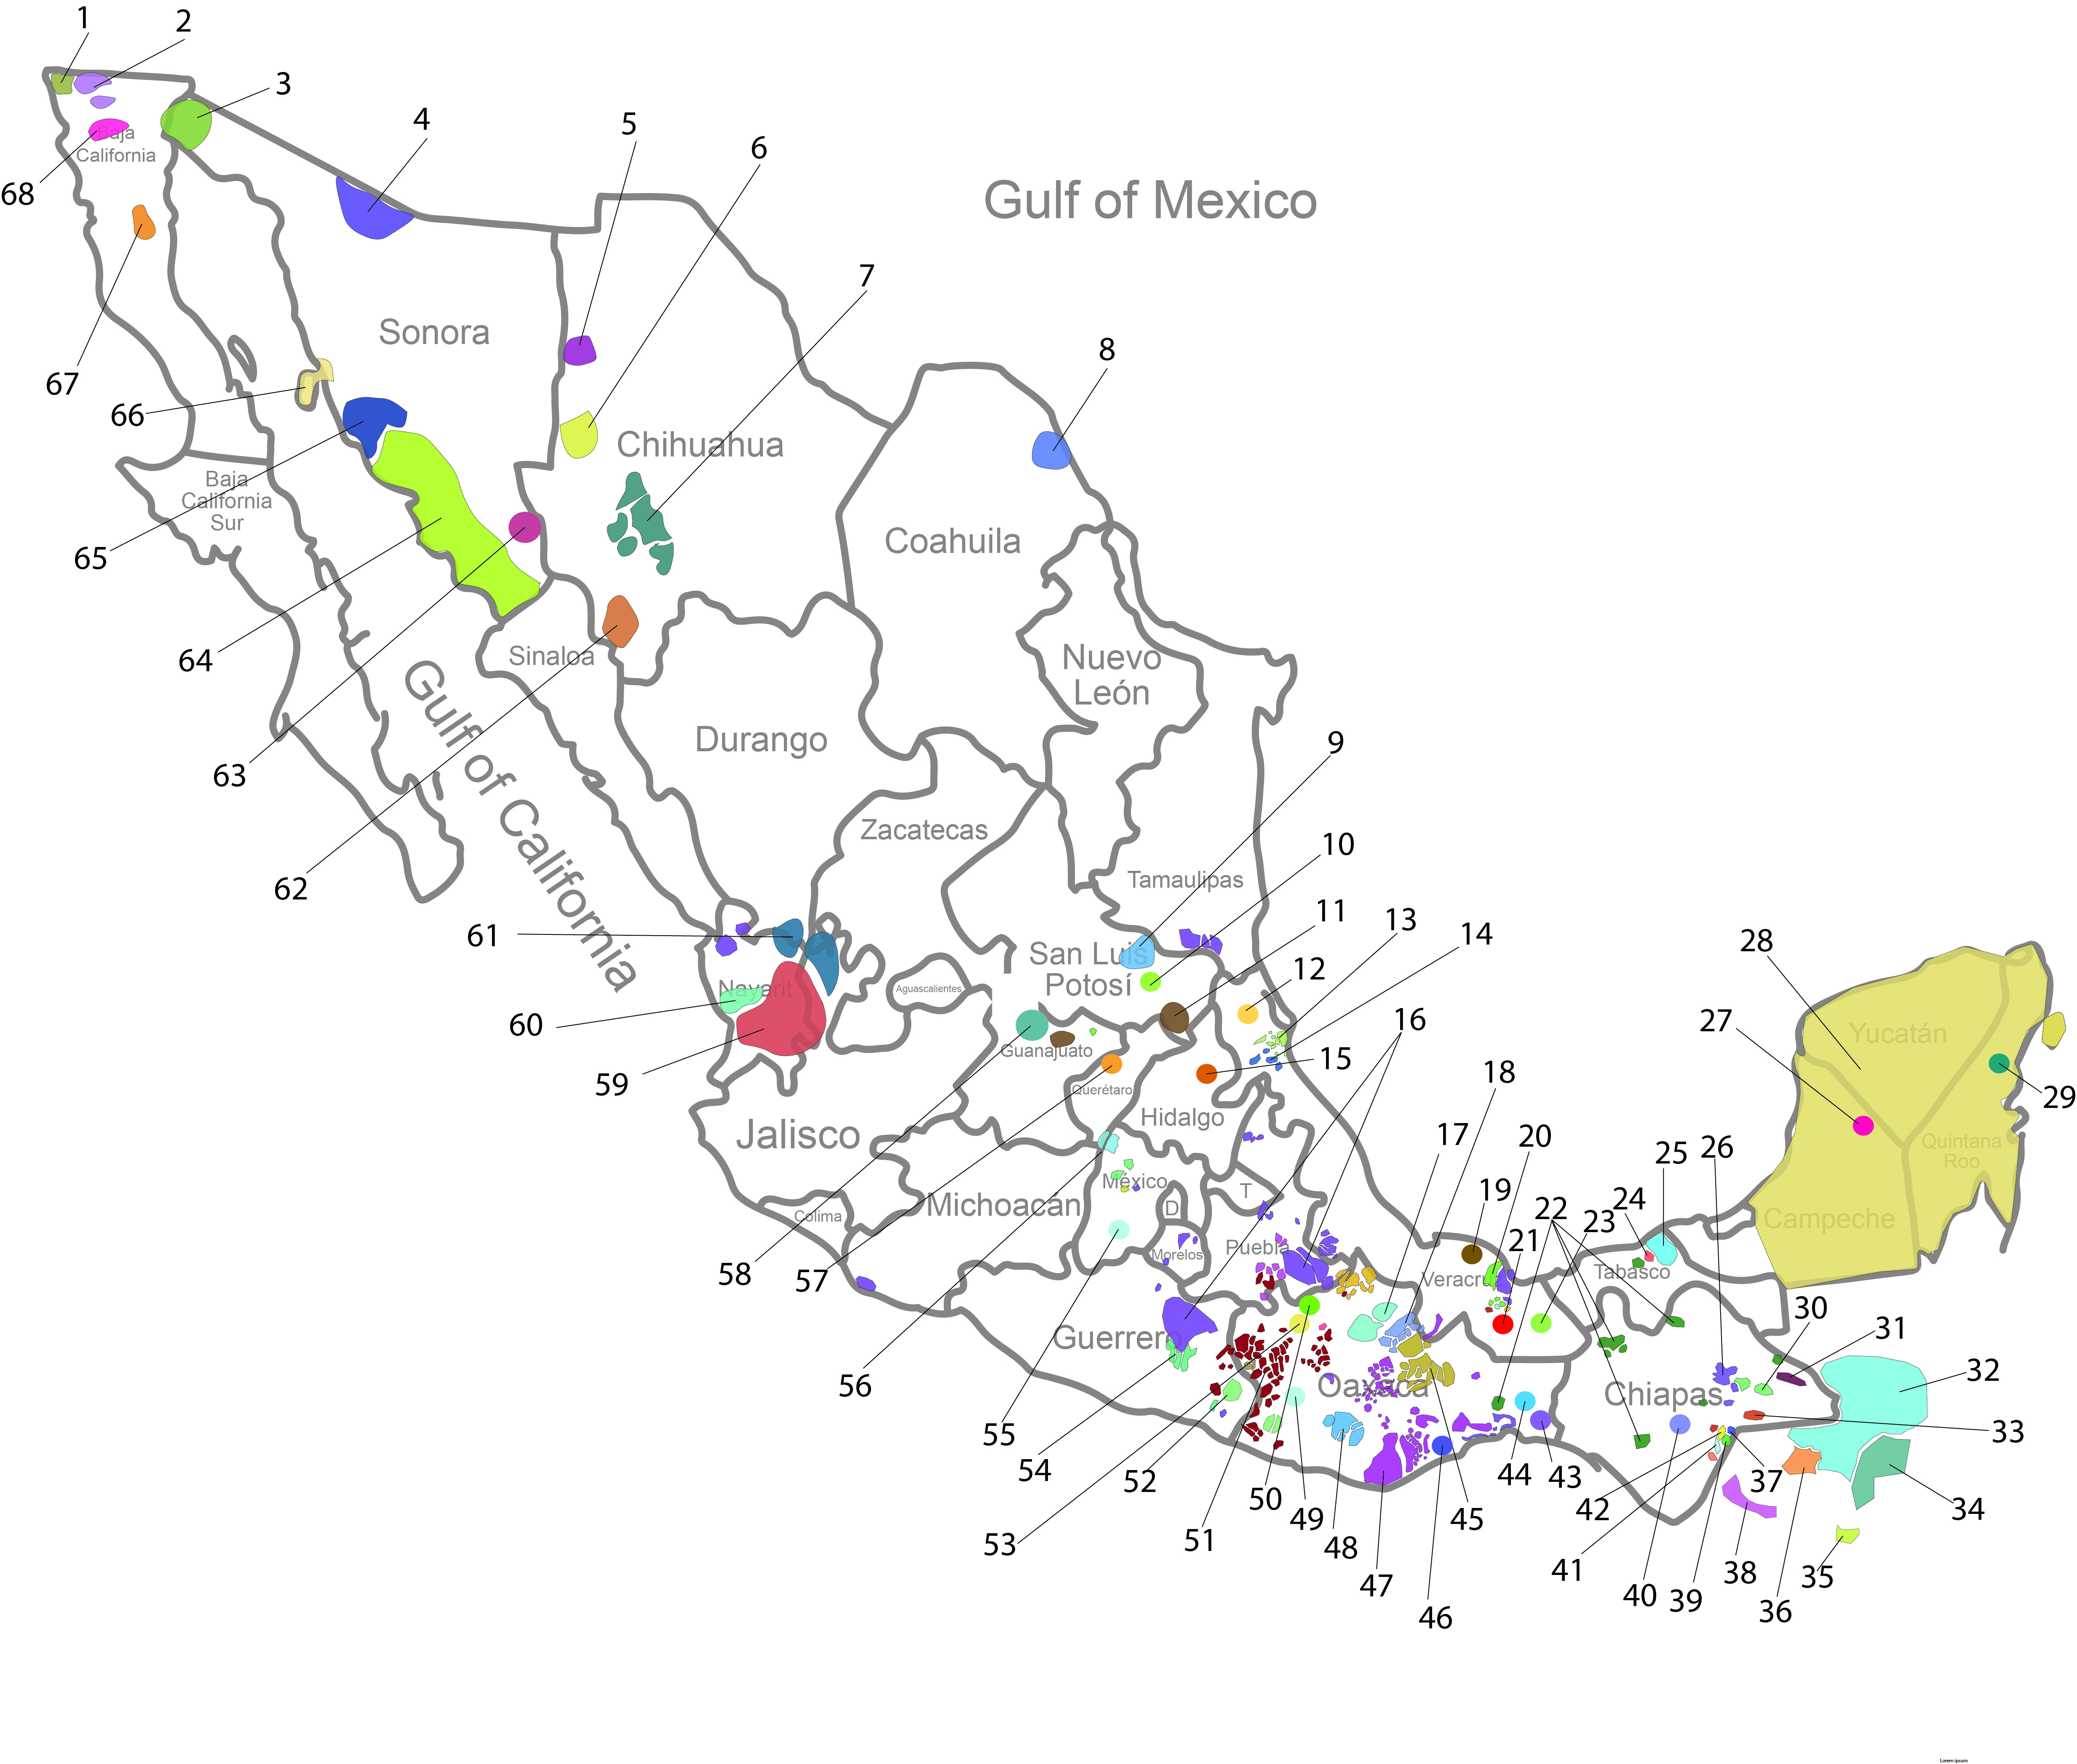 1
2
3
4
5
6
7
8
9
10
11
12
13
14
15
16
17
18
19
20
21
22
23
24
25
26
27
28
29
30
31
32
33
34
35
36
37
38
39
40
41
42
43
44
45
46
47
48
49
50
51
52
53
54
55
56
57
58
59
60
61
62
63
64
65
66
67
68
Gulf of Mexico
Gulf of California
Baja
California
Baja
California
Sur
Sonora
Chihuahua
Coahuila
Nuevo
León
Sinaloa
Durango
Zacatecas
Tamaulipas
San Luis
Potosí
Nayarit
Aguascalientes
Guanajuato
Querétaro
Hidalgo
Jalisco
Colima
Michoacán
México
D
T
Morelos
Puebla
Guerrero
Oaxaca
Veracru
Tabasco
Chiapas
Campeche
Yucatán
Quintana
Roo
Lorem ipsum